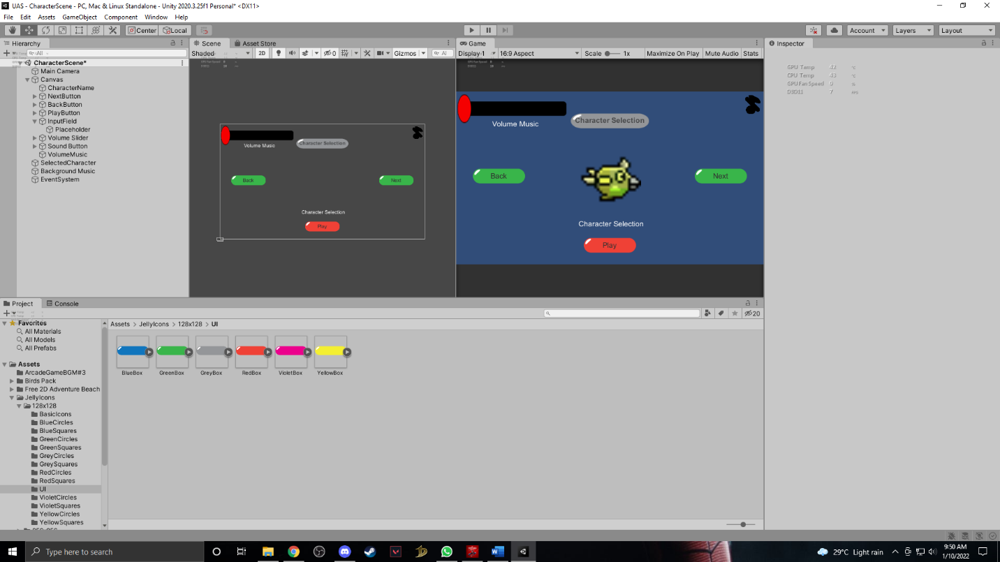 UAS - CharacterScene - PC, Mac & Linux Standalone - Unity 2020.3.25f1 Personal* <DX11>
File Edit Assets GameObject Component Window Help
Center Local Account Layers Layout
Hierarchy
All
CharacterScene*
Main Camera
Canvas
CharacterName
NextButton
BackButton
PlayButton
InputField
Placeholder
Volume Slider
Sound Button
VolumeMusic
SelectedCharacter
Background Music
EventSystem
Scene Asset Store
Shaded 2D 0 Gizmos Al
Volume Music
Character Selection
Back
Next
Character Selection
Play
Game
Display 1 16:9 Aspect Scale 1x Maximize On Play Mute Audio Stats
Volume Music
Character Selection
Back
Next
Character Selection
Play
Inspector
GPU Temp 42 °C
CPU Temp 43 °C
GPU Fan Speed 0 %
D3D11 7 FPS
Project Console
20
Favorites
All Materials
All Models
All Prefabs
Assets
ArcadeGameBGM#3
Birds Pack
Free 2D Adventure Beach
JellyIcons
128x128
BasicIcons
BlueCircles
BlueSquares
GreenCircles
GreenSquares
GreyCircles
GreySquares
RedCircles
RedSquares
UI
VioletCircles
VioletSquares
YellowCircles
YellowSquares
Assets > JellyIcons > 128x128 > UI
BlueBox GreenBox GreyBox RedBox VioletBox YellowBox
Type here to search
29°C Light rain
9:50 AM
1/10/2022